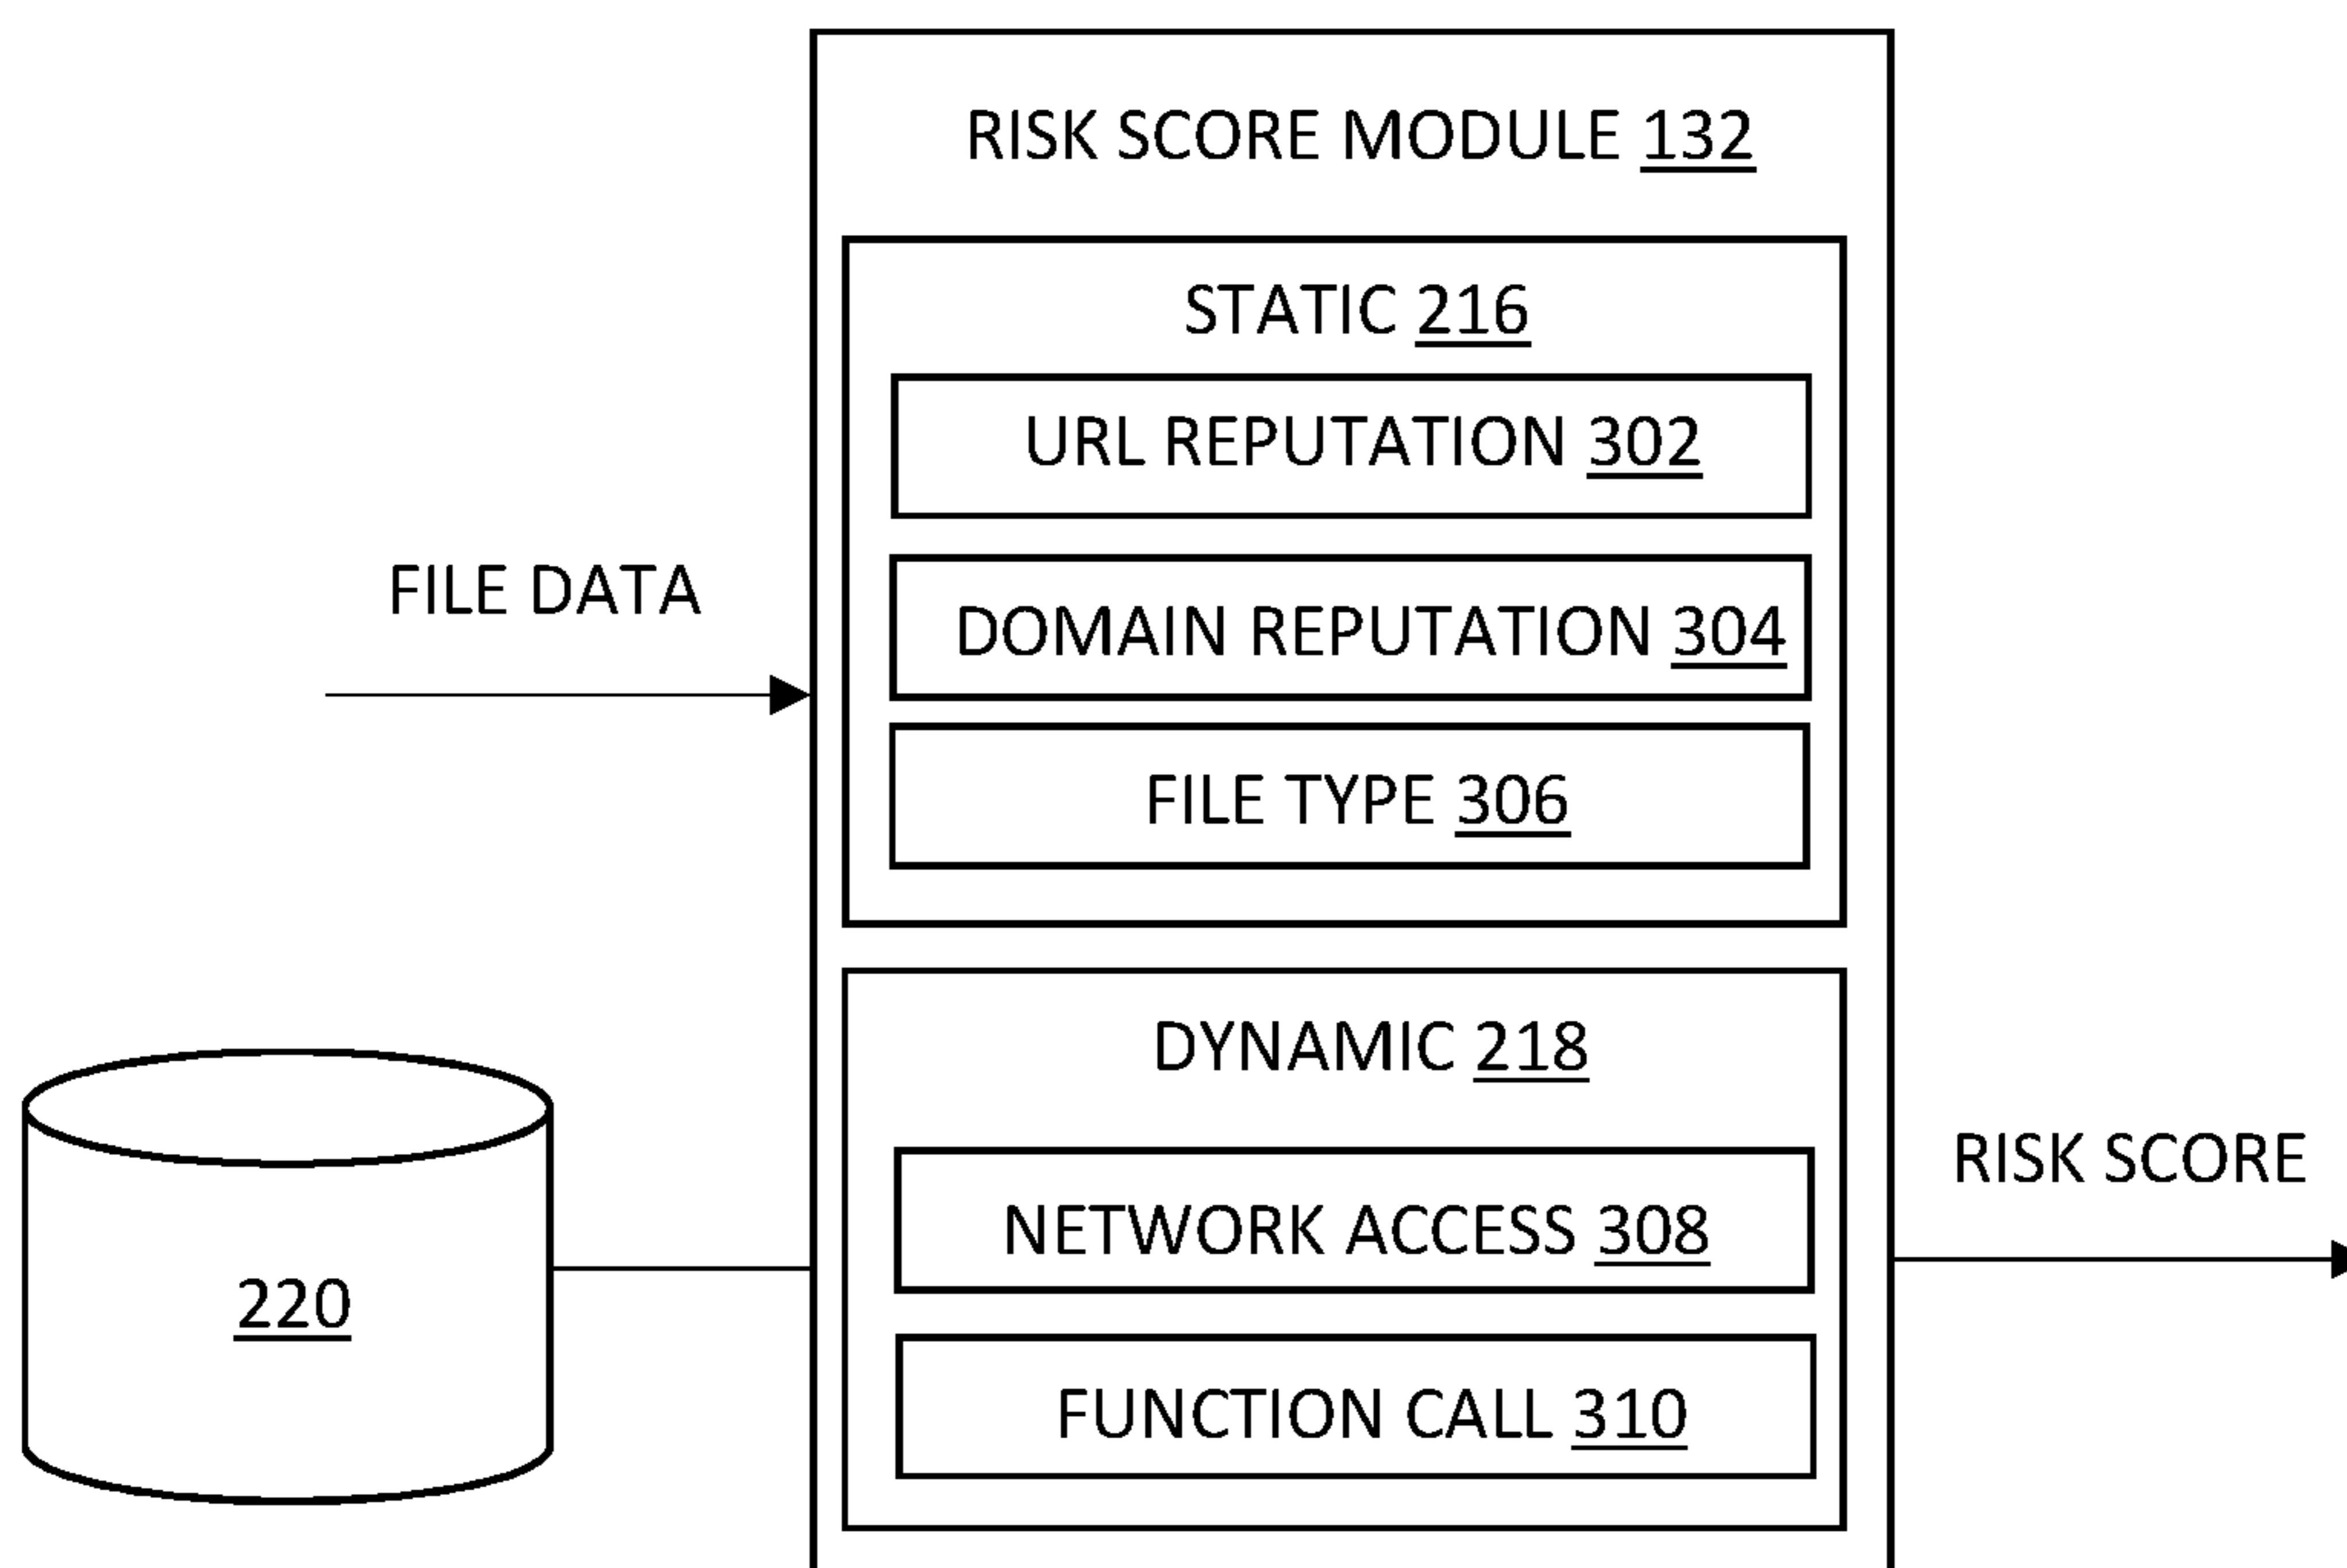 RISK SCORE MODULE 132
STATIC 216
URL REPUTATION 302
FILE DATA
DOMAIN REPUTATION 304
FILE TYPE 306
DYNAMIC 218
RISK SCORE
NETWORK ACCESS 308
220
FUNCTION CALL 310